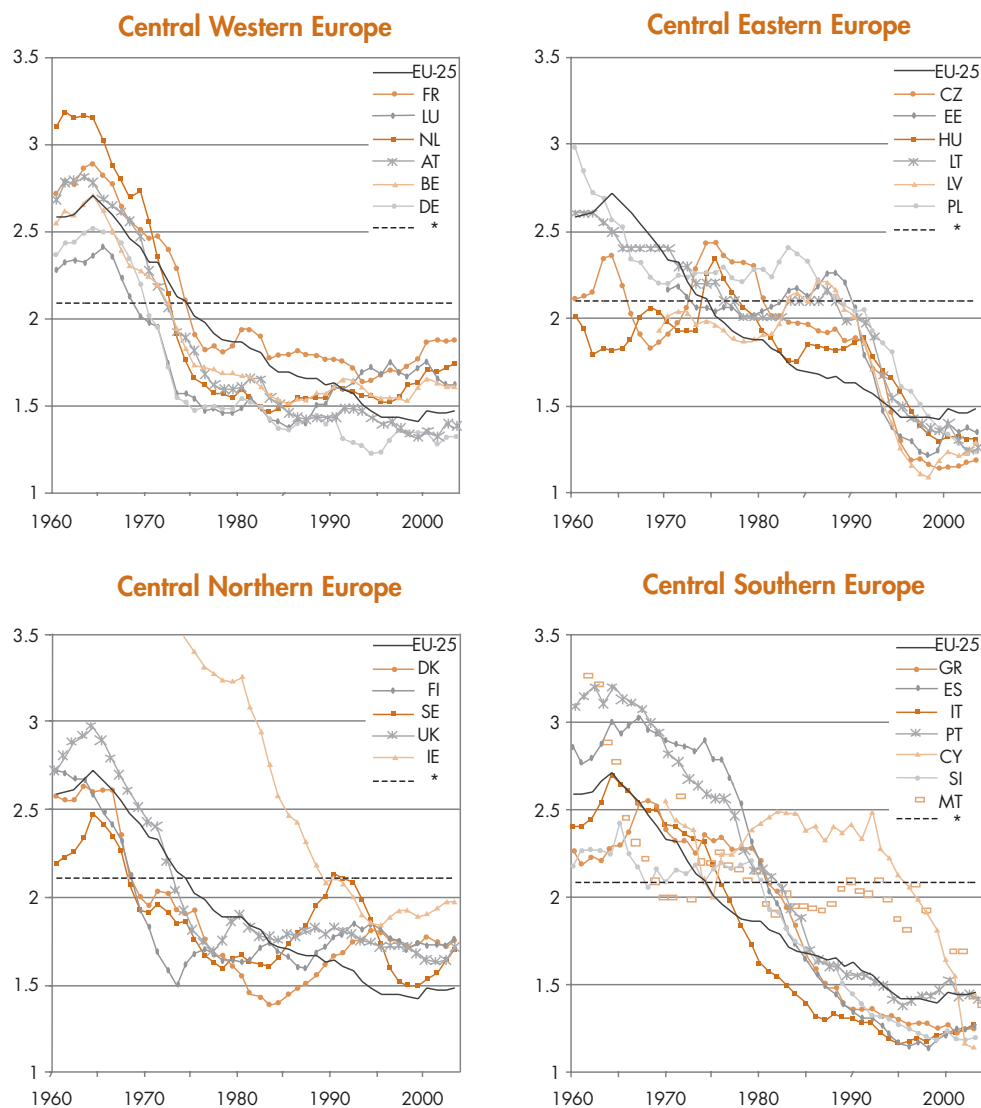 Central Western Europe
3.5
3
2.5
2
1.5
1
1960 1970 1980 1990 2000
EU-25
FR
LU
NL
AT
BE
DE
*
Central Eastern Europe
3.5
3
2.5
2
1.5
1
1960 1970 1980 1990 2000
EU-25
CZ
EE
HU
LT
LV
PL
*
Central Northern Europe
3.5
3
2.5
2
1.5
1
1960 1970 1980 1990 2000
EU-25
DK
FI
SE
UK
IE
*
Central Southern Europe
3.5
3
2.5
2
1.5
1
1960 1970 1980 1990 2000
EU-25
GR
ES
IT
PT
CY
SI
MT
*